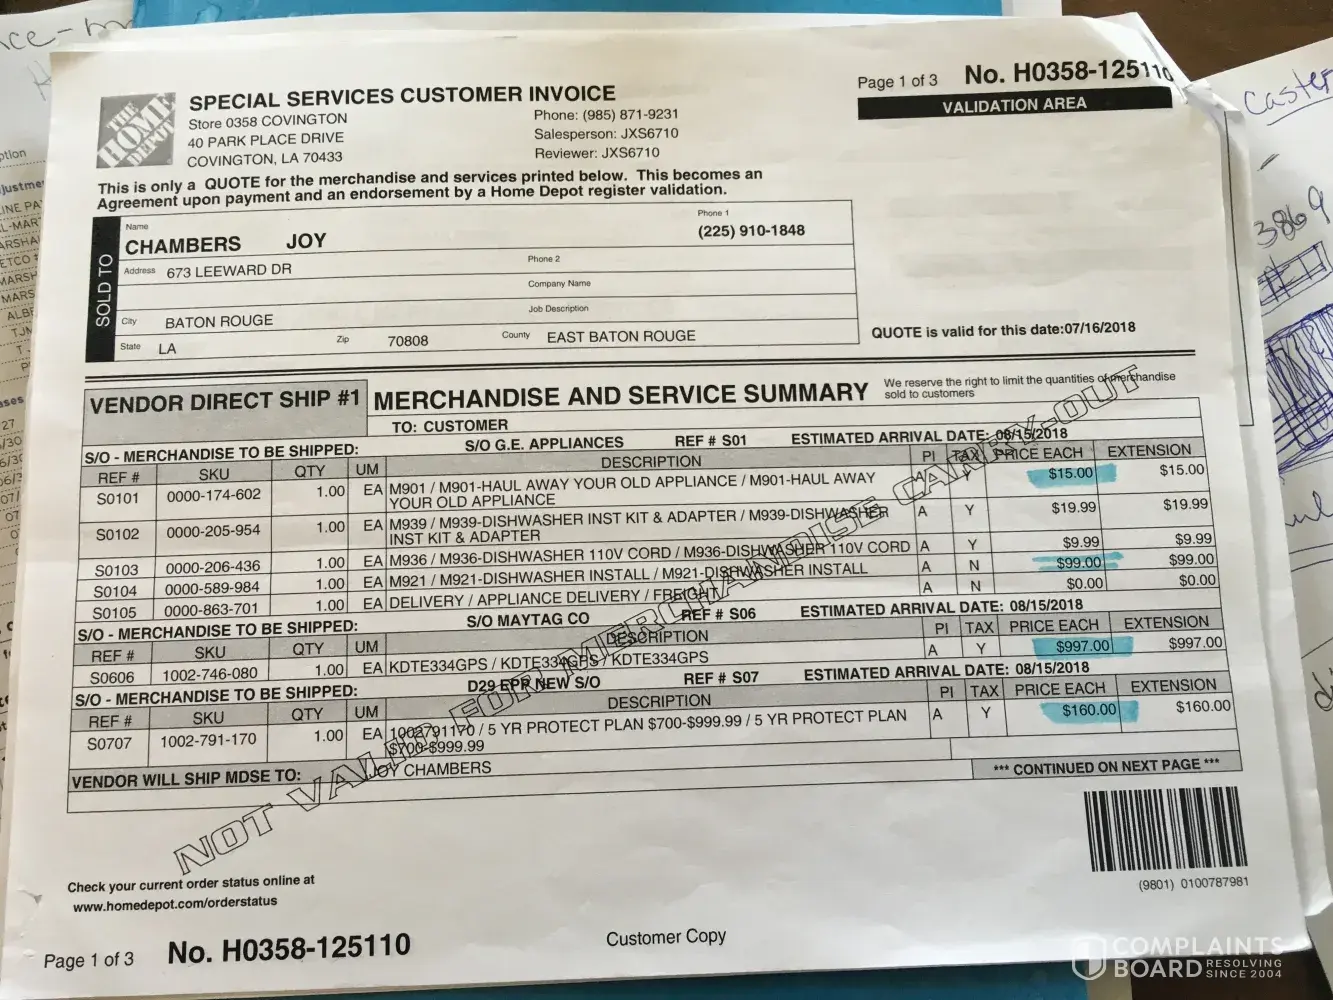 THE HOME DEPOT
SPECIAL SERVICES CUSTOMER INVOICE
Store 0358 COVINGTON
40 PARK PLACE DRIVE
COVINGTON, LA 70433
Phone: (985) 871-9231
Salesperson: JXS6710
Reviewer: JXS6710
Page 1 of 3 No. H0358-125110
VALIDATION AREA
This is only a QUOTE for the merchandise and services printed below. This becomes an
Agreement upon payment and an endorsement by a Home Depot register validation.
SOLD TO
Name Phone 1
CHAMBERS JOY (225) 910-1848
Address 673 LEEWARD DR Phone 2
Company Name
Job Description
City BATON ROUGE
State LA Zip 70808 County EAST BATON ROUGE
QUOTE is valid for this date:07/16/2018
VENDOR DIRECT SHIP #1 MERCHANDISE AND SERVICE SUMMARY
We reserve the right to limit the quantities of merchandise
sold to customers
TO: CUSTOMER
S/O - MERCHANDISE TO BE SHIPPED: S/O G.E. APPLIANCES REF # S01 ESTIMATED ARRIVAL DATE: 08/15/2018
REF # SKU QTY UM DESCRIPTION PI TAX PRICE EACH EXTENSION
S0101 0000-174-602 1.00 EA M901 / M901-HAUL AWAY YOUR OLD APPLIANCE / M901-HAUL AWAY A Y $15.00 $15.00
YOUR OLD APPLIANCE
S0102 0000-205-954 1.00 EA M939 / M939-DISHWASHER INST KIT & ADAPTER / M939-DISHWASHER A Y $19.99 $19.99
INST KIT & ADAPTER
S0103 0000-206-436 1.00 EA M936 / M936-DISHWASHER 110V CORD / M936-DISHWASHER 110V CORD A Y $9.99 $9.99
S0104 0000-589-984 1.00 EA M921 / M921-DISHWASHER INSTALL / M921-DISHWASHER INSTALL A N $99.00 $99.00
S0105 0000-863-701 1.00 EA DELIVERY / APPLIANCE DELIVERY / FREIGHT A N $0.00 $0.00
S/O - MERCHANDISE TO BE SHIPPED: S/O MAYTAG CO REF # S06 ESTIMATED ARRIVAL DATE: 08/15/2018
REF # SKU QTY UM DESCRIPTION PI TAX PRICE EACH EXTENSION
S0606 1002-746-080 1.00 EA KDTE334GPS / KDTE334GPS / KDTE334GPS A Y $997.00 $997.00
S/O - MERCHANDISE TO BE SHIPPED: D29 EPP NEW S/O REF # S07 ESTIMATED ARRIVAL DATE: 08/15/2018
REF # SKU QTY UM DESCRIPTION PI TAX PRICE EACH EXTENSION
S0707 1002-791-170 1.00 EA 1002791170 / 5 YR PROTECT PLAN $700-$999.99 / 5 YR PROTECT PLAN A Y $160.00 $160.00
$700-$999.99
VENDOR WILL SHIP MDSE TO: JOY CHAMBERS *** CONTINUED ON NEXT PAGE ***
NOT VALID FOR MERCHANDISE CARRY-OUT
(9801) 0100787981
Check your current order status online at
www.homedepot.com/orderstatus
Page 1 of 3 No. H0358-125110
Customer Copy
Caster
3869
COMPLAINTS
BOARD RESOLVING
SINCE 2004